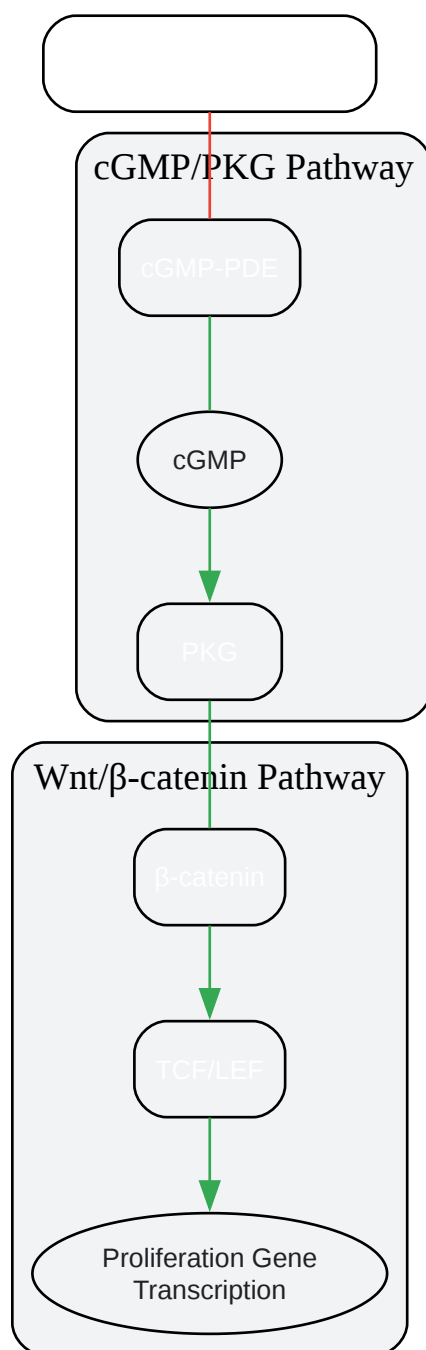 cGMP/PKG Pathway
cGMP-PDE
cGMP
PKG
Wnt/β-catenin Pathway
β-catenin
TCF/LEF
Proliferation Gene
Transcription